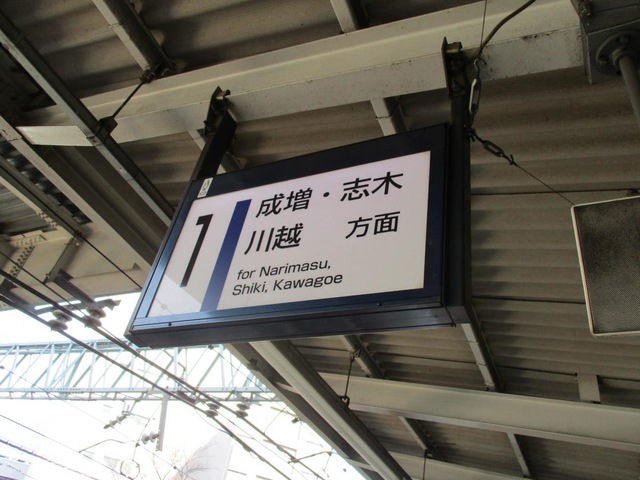 1
成増・志木
川越 方面
for Narimasu,
Shiki, Kawagoe